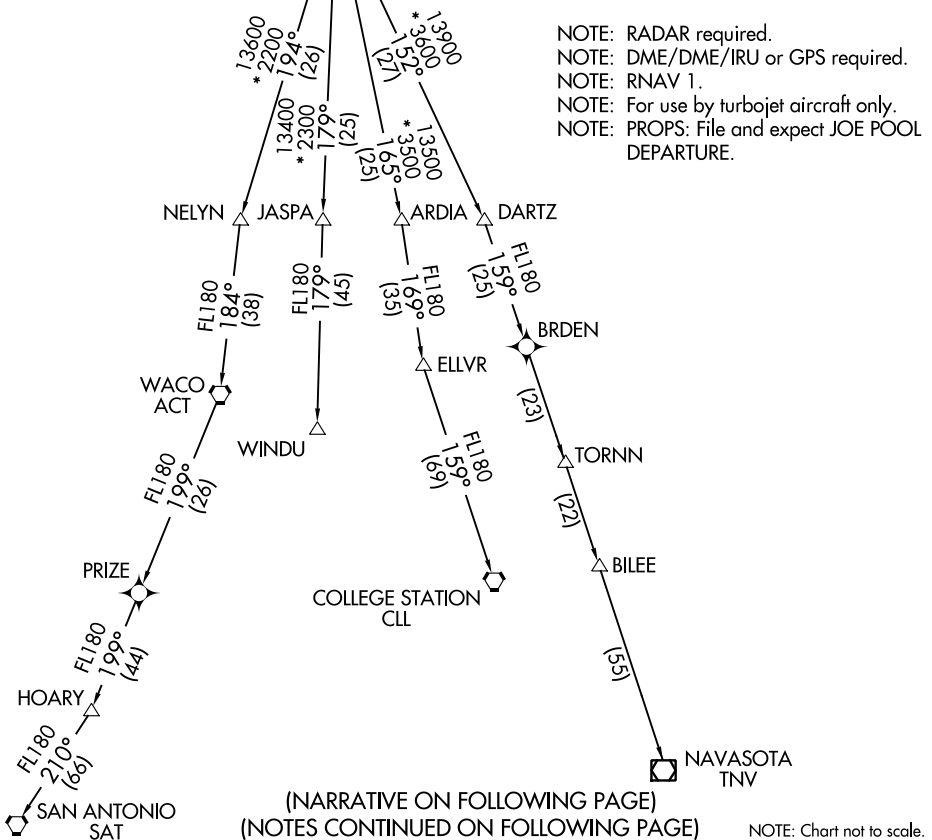 NOTE: RADAR required.
NOTE: DME/DME/IRU or GPS required.
NOTE: RNAV 1.
NOTE: For use by turbojet aircraft only.
NOTE: PROPS: File and expect JOE POOL
DEPARTURE.
13600
*2200
194°
(26)
13400
*2300
179°
(25)
13500
*3500
165°
(25)
13900
*3600
152°
(27)
NELYN
JASPA
ARDIA
DARTZ
FL180
184°
(38)
FL180
179°
(45)
FL180
169°
(35)
FL180
159°
(25)
BRDEN
ELLVR
WACO
ACT
WINDU
(23)
TORNN
FL180
199°
(26)
FL180
159°
(69)
(22)
PRIZE
BILEE
COLLEGE STATION
CLL
FL180
199°
(44)
(55)
HOARY
FL180
210°
(66)
NAVASOTA
TNV
SAN ANTONIO
SAT
(NARRATIVE ON FOLLOWING PAGE)
(NOTES CONTINUED ON FOLLOWING PAGE)
NOTE: Chart not to scale.